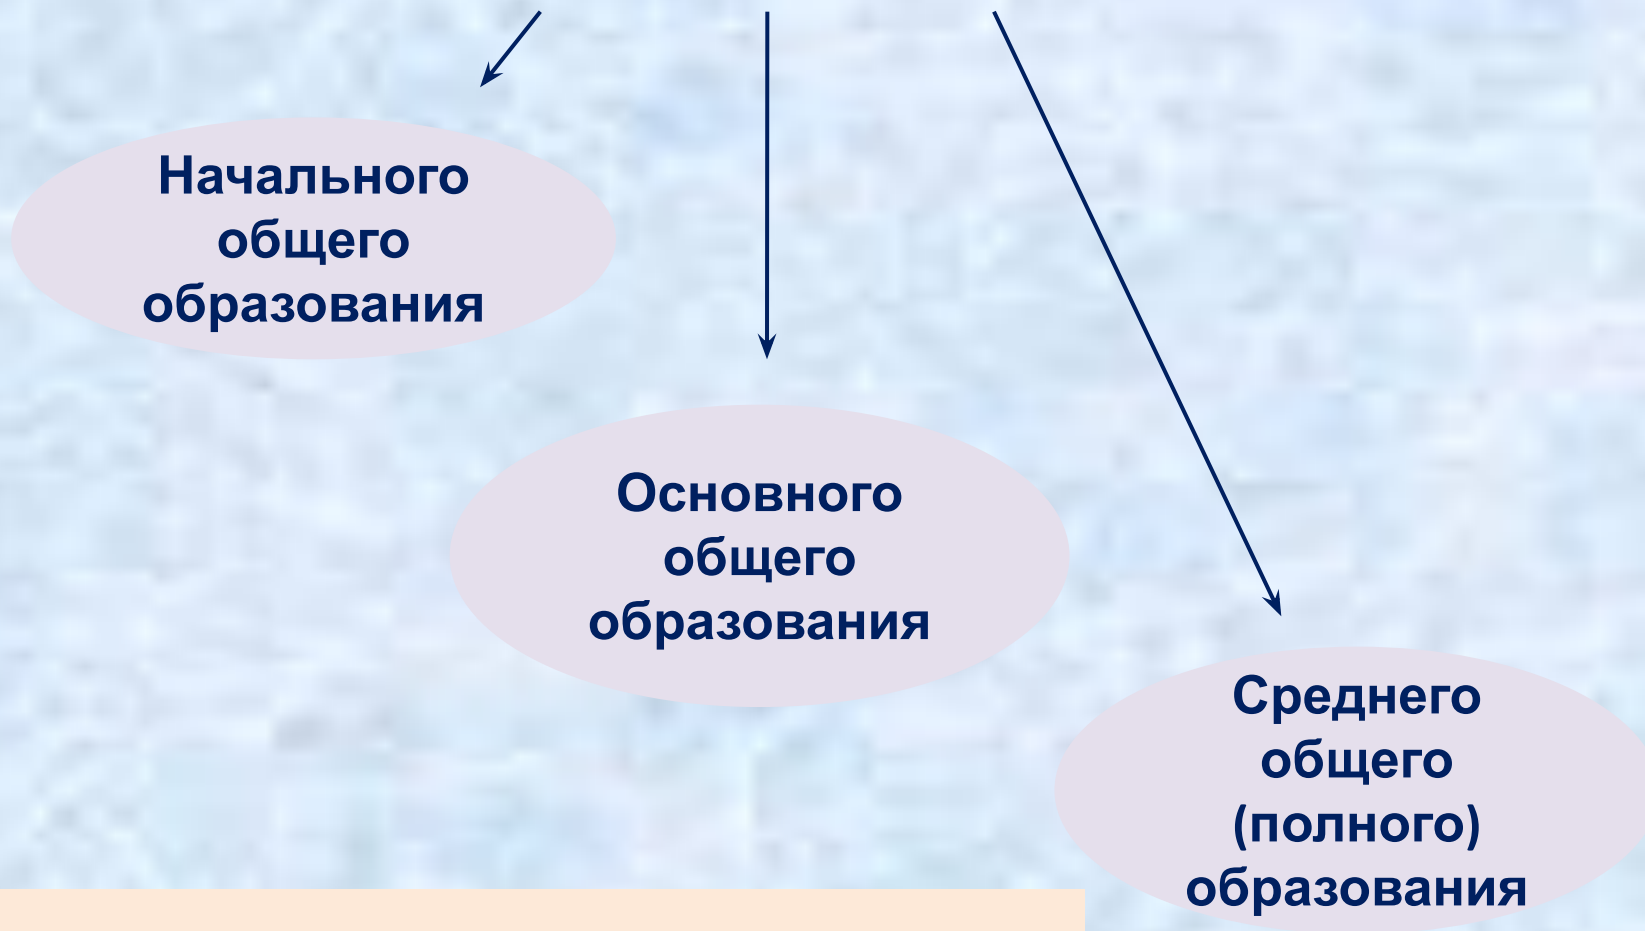 Начального
общего
образования
Основного
общего
образования
Среднего
общего
(полного)
образования